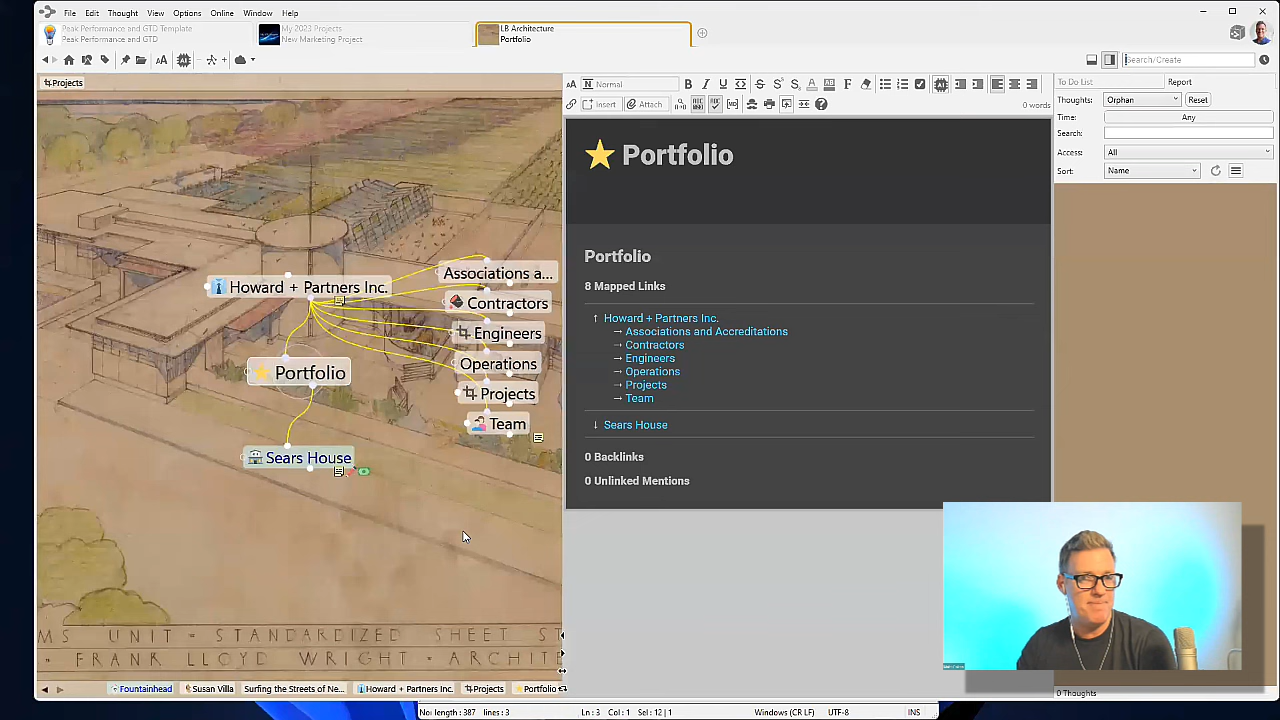 File Edit Thought View Options Online Window Help
Peak Performance and GTD Template
Peak Performance and GTD
My 2023 Projects
New Marketing Project
LB Architecture
Portfolio
Search/Create
Projects
Normal
Insert
Attach
0 words
To Do List
Report
Thoughts:
Orphan
Reset
Time:
Any
Search:
Access:
All
Sort:
Name
Howard + Partners Inc.
Associations a...
Contractors
Engineers
Operations
Projects
Team
Portfolio
Sears House
Portfolio
Portfolio
8 Mapped Links
↑ Howard + Partners Inc.
→ Associations and Accreditations
→ Contractors
→ Engineers
→ Operations
→ Projects
→ Team
↓ Sears House
0 Backlinks
0 Unlinked Mentions
MS UNIT - STANDARDIZED SHEET ST
- FRANK LLOYD WRIGHT - ARCHITE
Fountainhead
Susan Villa
Surfing the Streets of Ne...
Howard + Partners Inc.
Projects
Portfolio
0 Thoughts
length : 387 lines : 3
Ln : 3 Col : 1 Sel : 12 | 1
Windows (CR LF)
UTF-8
INS